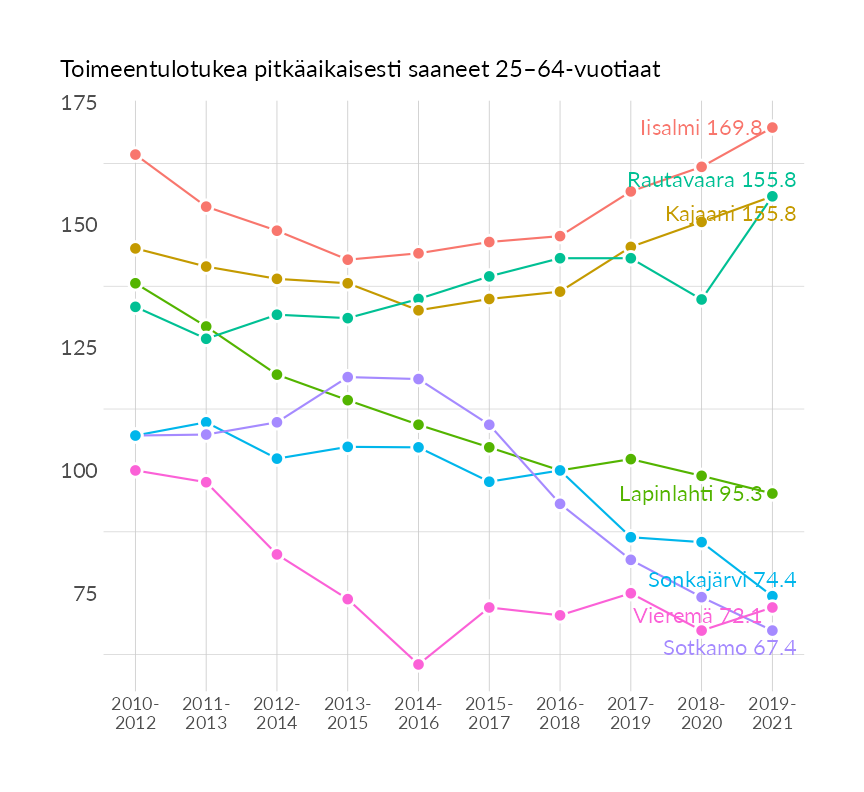 Toimeentulotukea pitkäaikaisesti saaneet 25–64-vuotiaat
175
Iisalmi 169.8
Rautavaara 155.8
Kajaani 155.8
150
125
100
Lapinlahti 95.3
Sonkajärvi 74.4
75
Vieremä 72.1
Sotkamo 67.4
2010- 2011- 2012- 2013- 2014- 2015- 2016- 2017- 2018- 2019-
2012 2013 2014 2015 2016 2017 2018 2019 2020 2021